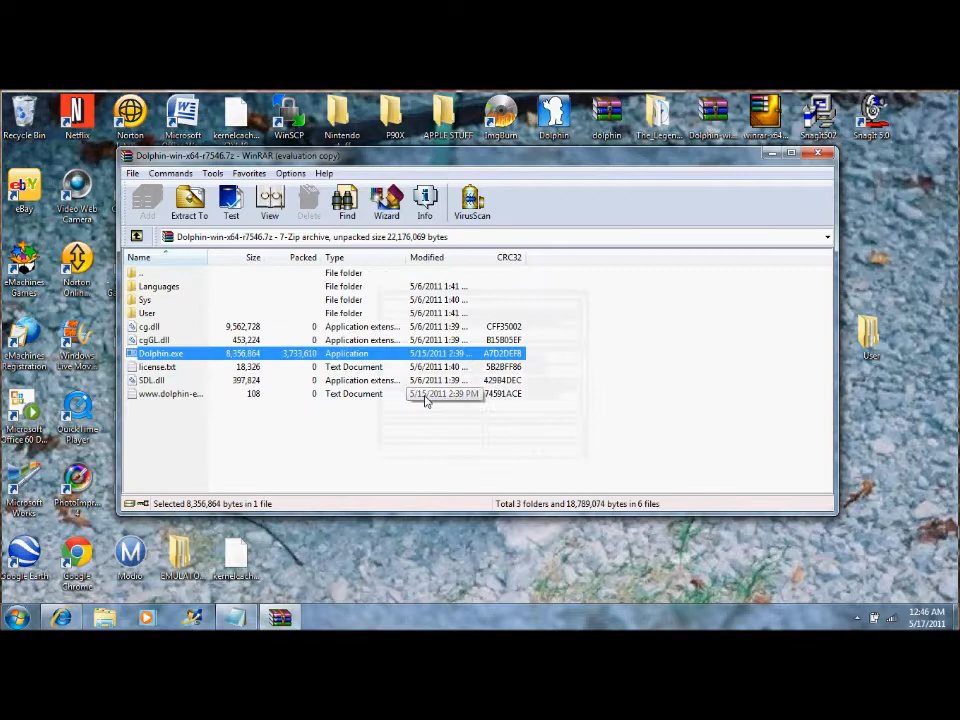 Recycle Bin
Netflix
Norton
Microsoft
kernelcach...
WinSCP
Nintendo
P90X
APPLE STUFF
ImgBurn
Dolphin
dolphin
The_Legen...
Dolphin-wi...
winrar-x64...
SnagIt502
SnagIt 5.0
Dolphin-win-x64-r7546.7z - WinRAR (evaluation copy)
File Commands Tools Favorites Options Help
Add Extract To Test View Delete Find Wizard Info VirusScan
Dolphin-win-x64-r7546.7z - 7-Zip archive, unpacked size 22,176,069 bytes
Name Size Packed Type Modified CRC32
.. File folder
Languages File folder 5/6/2011 1:41 ...
Sys File folder 5/6/2011 1:40 ...
User File folder 5/6/2011 1:41 ...
cg.dll 9,562,728 0 Application extens... 5/6/2011 1:39 ... CFF35002
cgGL.dll 453,224 0 Application extens... 5/6/2011 1:39 ... B15B05EF
Dolphin.exe 8,356,864 3,733,610 Application 5/15/2011 2:39 ... A7D2DEF8
license.txt 18,326 0 Text Document 5/6/2011 1:40 ... 5B2BFF86
SDL.dll 397,824 0 Application extens... 5/6/2011 1:39 ... 429B4DEC
www.dolphin-e... 108 0 Text Document 5/15/2011 2:39 PM 74591ACE
Selected 8,356,864 bytes in 1 file
Total 3 folders and 18,789,074 bytes in 6 files
eBay
Video Web
Camera
eMachines
Games
Norton
Online...
eMachines
Registration
Windows
Live Mov...
User
Microsoft
Office 60 D...
QuickTime
Player
Microsoft
Works
PhotoImpr...
4
Google Earth
Google
Chrome
Modio
EMULATO...
kernelcach...
12:46 AM
5/17/2011